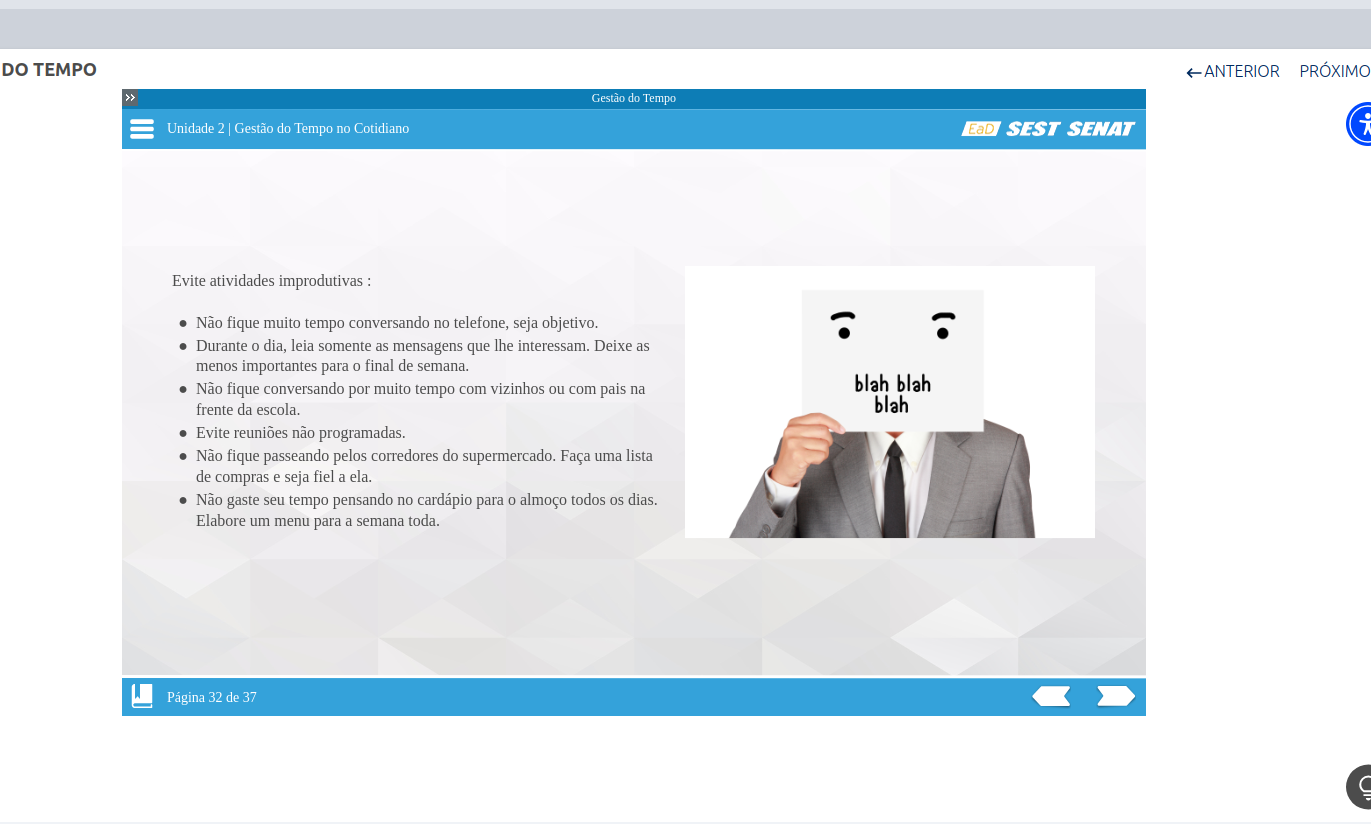 DO TEMPO
ANTERIOR PRÓXIMO
Gestão do Tempo
Unidade 2 | Gestão do Tempo no Cotidiano
EaD SEST SENAT
Evite atividades improdutivas :
● Não fique muito tempo conversando no telefone, seja objetivo.
● Durante o dia, leia somente as mensagens que lhe interessam. Deixe as
menos importantes para o final de semana.
● Não fique conversando por muito tempo com vizinhos ou com pais na
frente da escola.
● Evite reuniões não programadas.
● Não fique passeando pelos corredores do supermercado. Faça uma lista
de compras e seja fiel a ela.
● Não gaste seu tempo pensando no cardápio para o almoço todos os dias.
Elabore um menu para a semana toda.
blah blah
blah
Página 32 de 37